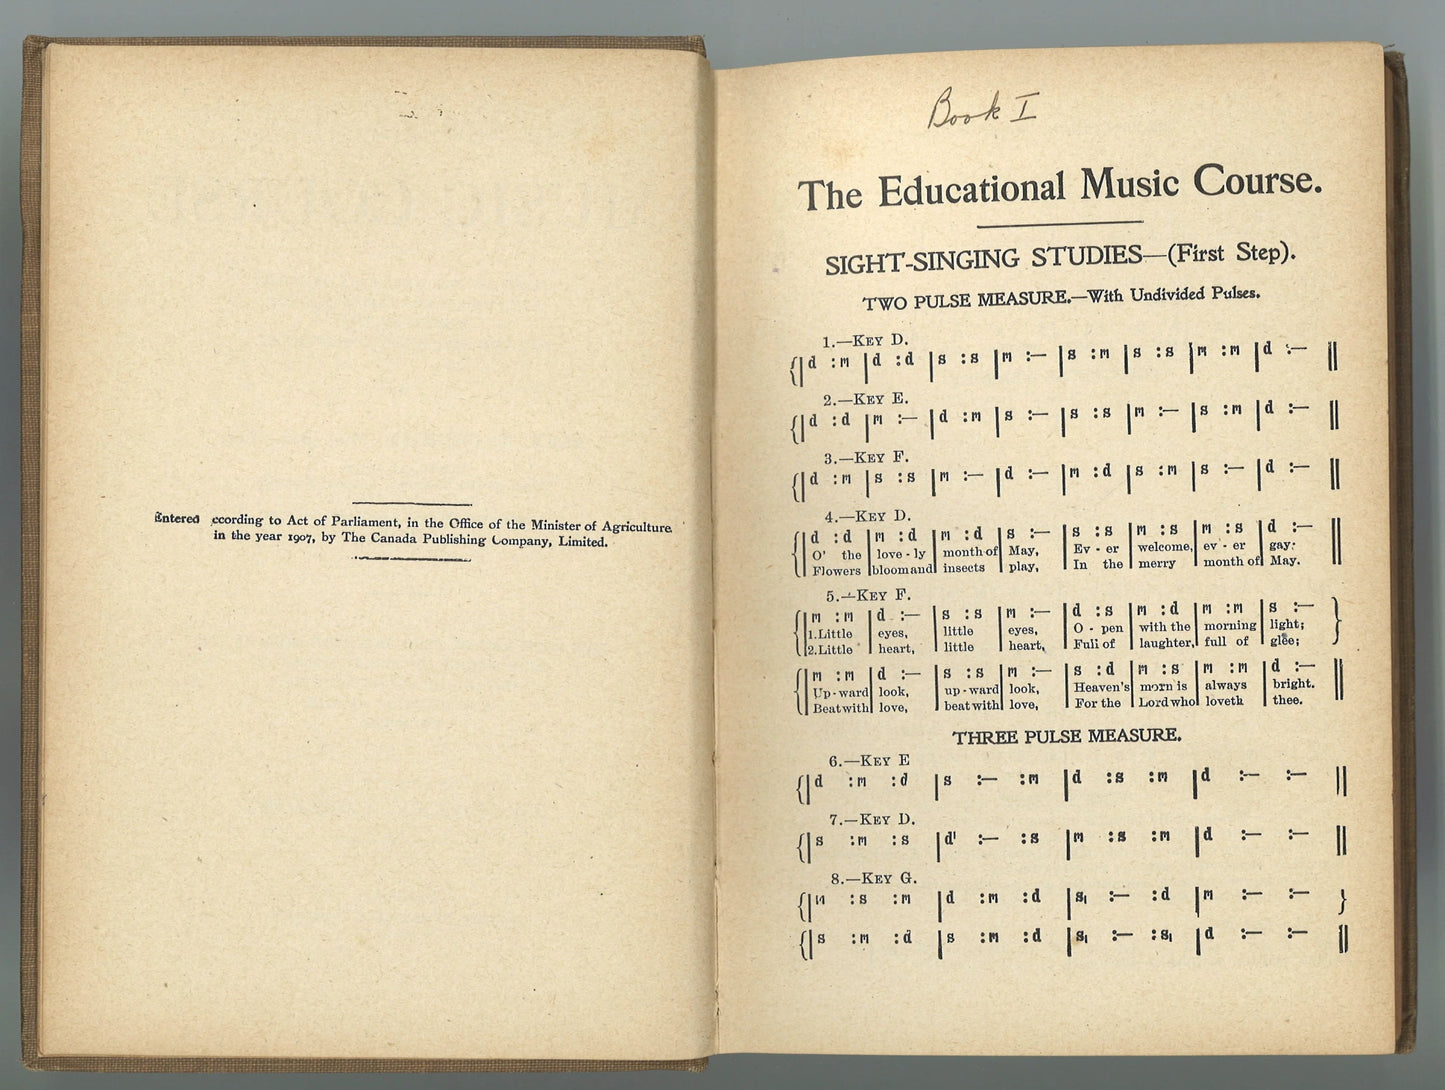 Entered ccording to Act of Parliament, in the Office of the Minister of Agriculture
in the year 1907, by The Canada Publishing Company, Limited.
Book I
The Educational Music Course.
SIGHT-SINGING STUDIES—(First Step).
TWO PULSE MEASURE.—With Undivided Pulses.
1.—KEY D.
{|d :m |d :d |s :s |m :— |s :m |s :s |m :m |d :— ||
2.—KEY E.
{|d :d |m :— |d :m |s :— |s :s |m :— |s :m |d :— ||
3.—KEY F.
{|d :m |s :s |m :— |d :— |m :d |s :m |s :— |d :— ||
4.—KEY D.
{|d :d |m :d |m :d |s :— |s :s |m :s |m :s |d :— ||
O' the love-ly month of May, Ev-er welcome, ev-er gay:
Flowers bloom and insects play, In the merry month of May.
5.—KEY F.
{|m :m |d :— |s :s |m :— |d :s |m :d |m :m |s :— }
1.Little eyes, little eyes, O-pen with the morning light;
2.Little heart, little heart, Full of laughter, full of glee;
{|m :m |d :— |s :s |m :— |s :d |m :s |m :m |d :— ||
Up-ward look, up-ward look, Heaven's morn is always bright.
Beat with love, beat with love, For the Lord who loveth thee.
THREE PULSE MEASURE.
6.—KEY E
{|d :m :d |s :— :m |d :s :m |d :— :— ||
7.—KEY D.
{|s :m :s |d' :— :s |m :s :m |d :— :— ||
8.—KEY G.
{|m :s :m |d :m :d |s, :— :d |m :— :— }
{|s :m :d |s :m :d |s, :— :s, |d :— :— ||